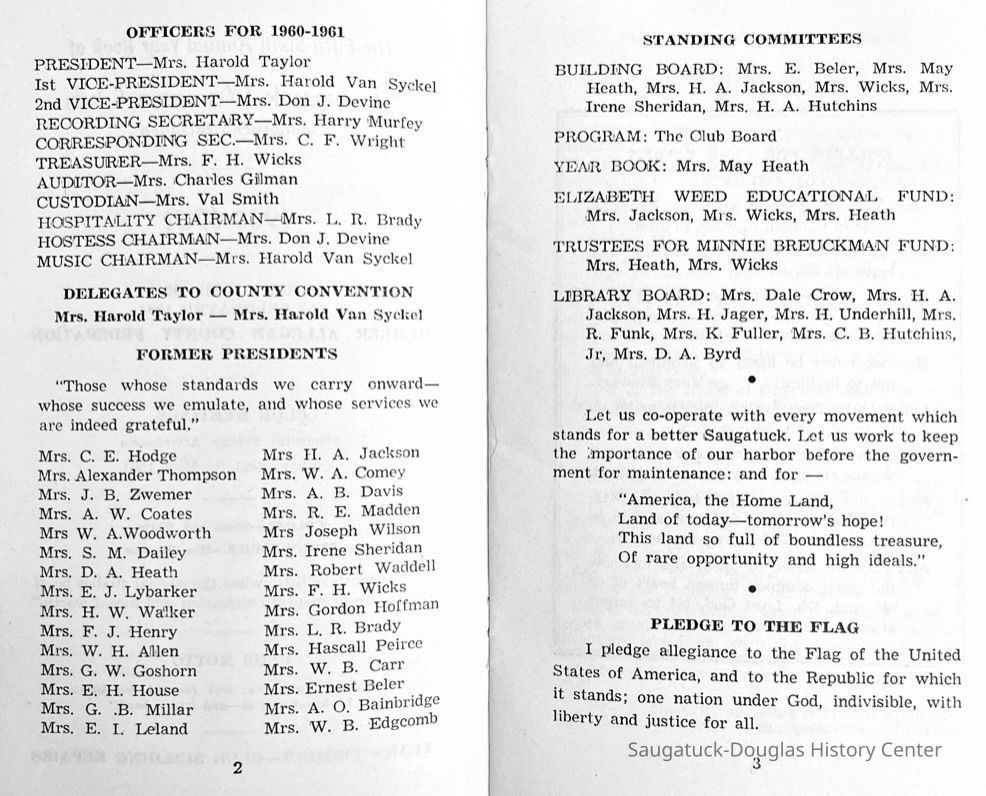 OFFICERS FOR 1960-1961
PRESIDENT—Mrs. Harold Taylor
Ist VICE-PRESIDENT—Mrs. Harold Van Syckel
2nd VICE-PRESIDENT—Mrs. Don J. Devine
RECORDING SECRETARY—Mrs. Harry Murfey
CORRESPONDING SEC.—Mrs. C. F. Wright
TREASURER—Mrs. F. H. Wicks
AUDITOR—Mrs. Charles Gilman
CUSTODIAN—Mrs. Val Smith
HOSPITALITY CHAIRMAN—Mrs. L. R. Brady
HOSTESS CHAIRMAN—Mrs. Don J. Devine
MUSIC CHAIRMAN—Mrs. Harold Van Syckel
DELEGATES TO COUNTY CONVENTION
Mrs. Harold Taylor — Mrs. Harold Van Syckel
FORMER PRESIDENTS
"Those whose standards we carry onward—
whose success we emulate, and whose services we
are indeed grateful."
Mrs. C. E. Hodge
Mrs. Alexander Thompson
Mrs. J. B. Zwemer
Mrs. A. W. Coates
Mrs W. A.Woodworth
Mrs. S. M. Dailey
Mrs. D. A. Heath
Mrs. E. J. Lybarker
Mrs. H. W. Walker
Mrs. F. J. Henry
Mrs. W. H. Allen
Mrs. G. W. Goshorn
Mrs. E. H. House
Mrs. G. .B. Millar
Mrs. E. I. Leland
Mrs H. A. Jackson
Mrs. W. A. Comey
Mrs. A. B. Davis
Mrs. R. E. Madden
Mrs Joseph Wilson
Mrs. Irene Sheridan
Mrs. Robert Waddell
Mrs. F. H. Wicks
Mrs. Gordon Hoffman
Mrs. L. R. Brady
Mrs. Hascall Peirce
Mrs. W. B. Carr
Mrs. Ernest Beler
Mrs. A. O. Bainbridge
Mrs. W. B. Edgcomb
2
STANDING COMMITTEES
BUILDING BOARD: Mrs. E. Beler, Mrs. May
Heath, Mrs. H. A. Jackson, Mrs. Wicks, Mrs.
Irene Sheridan, Mrs. H. A. Hutchins
PROGRAM: The Club Board
YEAR BOOK: Mrs. May Heath
ELIZABETH WEED EDUCATIONAL FUND:
Mrs. Jackson, Mrs. Wicks, Mrs. Heath
TRUSTEES FOR MINNIE BREUCKMAN FUND:
Mrs. Heath, Mrs. Wicks
LIBRARY BOARD: Mrs. Dale Crow, Mrs. H. A.
Jackson, Mrs. H. Jager, Mrs. H. Underhill, Mrs.
R. Funk, Mrs. K. Fuller, Mrs. C. B. Hutchins,
Jr, Mrs. D. A. Byrd
•
Let us co-operate with every movement which
stands for a better Saugatuck. Let us work to keep
the importance of our harbor before the govern-
ment for maintenance: and for —
"America, the Home Land,
Land of today—tomorrow's hope!
This land so full of boundless treasure,
Of rare opportunity and high ideals."
•
PLEDGE TO THE FLAG
I pledge allegiance to the Flag of the United
States of America, and to the Republic for which
it stands; one nation under God, indivisible, with
liberty and justice for all.
Saugatuck-Douglas History Center
3